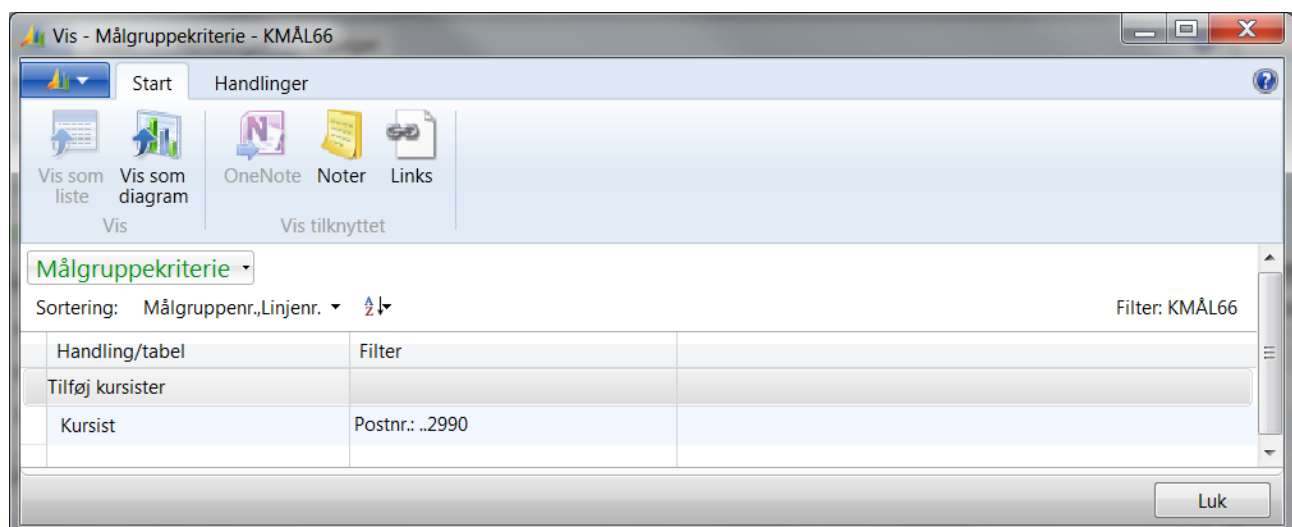 Vis - Målgruppekriterie - KMÅL66
Start Handlinger
Vis som liste
Vis som diagram
OneNote Noter Links
Vis Vis tilknyttet
Målgruppekriterie
Sortering: Målgruppenr.,Linjenr. Filter: KMÅL66
Handling/tabel Filter
Tilføj kursister
Kursist Postnr.: ..2990
Luk